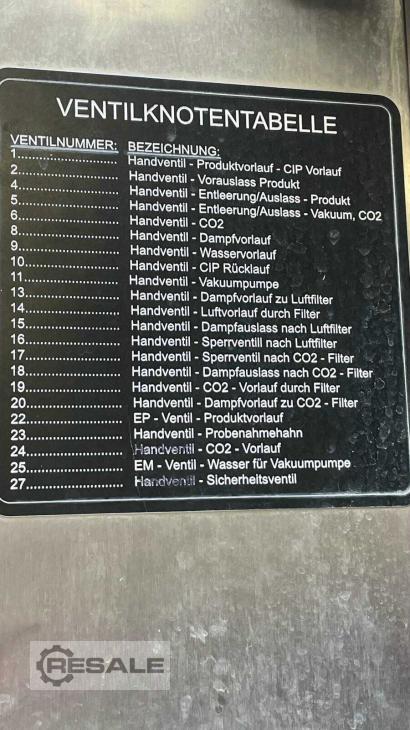 VENTILKNOTENTABELLE
VENTILNUMMER: BEZEICHNUNG:
1........................ Handventil - Produktvorlauf - CIP Vorlauf
2........................ Handventil - Vorauslass Produkt
4........................ Handventil - Entleerung/Auslass - Produkt
5........................ Handventil - Entleerung/Auslass - Vakuum, CO2
6........................ Handventil - CO2
8........................ Handventil - Dampfvorlauf
9........................ Handventil - Wasservorlauf
10........................ Handventil - CIP Rücklauf
11........................ Handventil - Vakuumpumpe
13........................ Handventil - Dampfvorlauf zu Luftfilter
14........................ Handventil - Luftvorlauf durch Filter
15........................ Handventil - Dampfauslass nach Luftfilter
16........................ Handventil - Sperrventill nach Luftfilter
17........................ Handventil - Sperrventil nach CO2 - Filter
18........................ Handventil - Dampfauslass nach CO2 - Filter
19........................ Handventil - CO2 - Vorlauf durch Filter
20........................ Handventil - Dampfvorlauf zu CO2 - Filter
22........................ EP - Ventil - Produktvorlauf
23........................ Handventil - Probenahmehahn
24........................ Handventil - CO2 - Vorlauf
25........................ EM - Ventil - Wasser für Vakuumpumpe
27........................ Handventil - Sicherheitsventil
RESALE